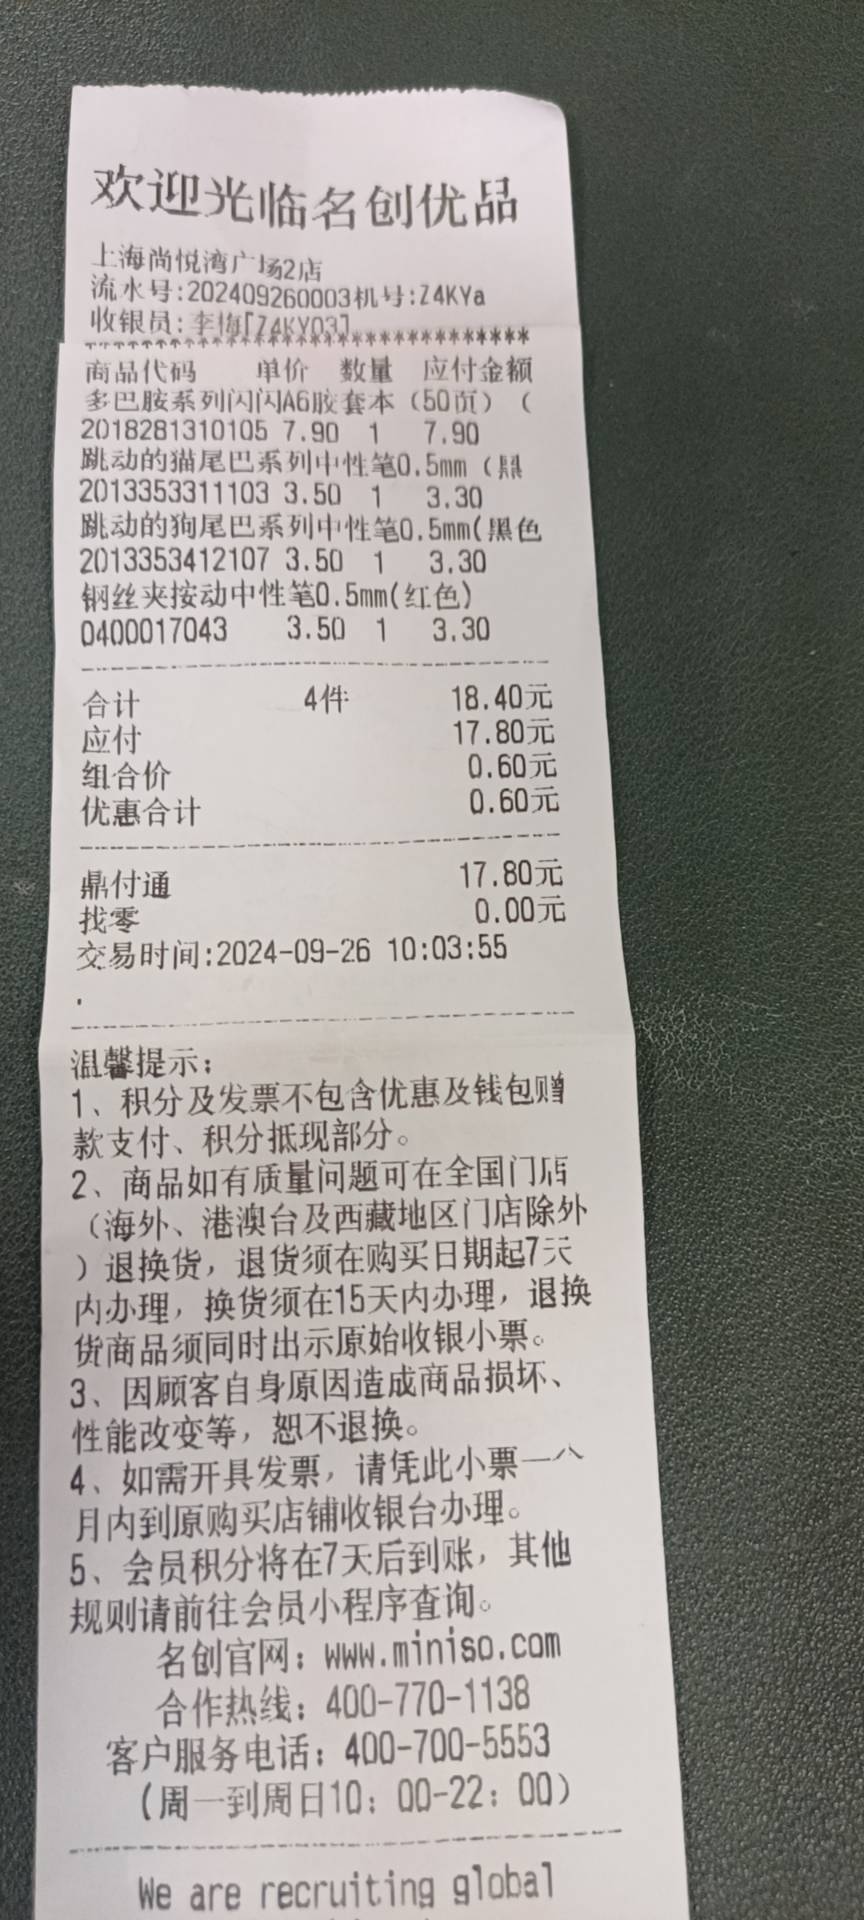 欢迎光临名创优品
上海尚悦湾广场2店
流水号:202409260003机号:Z4KYa
收银员:李梅[Z4KY03]
***********************************
商品代码 单价 数量 应付金额
多巴胺系列闪闪A6胶套本（50页）（
2018281310105 7.90 1 7.90
跳动的猫尾巴系列中性笔0.5mm（黑
2013353311103 3.50 1 3.30
跳动的狗尾巴系列中性笔0.5mm(黑色
2013353412107 3.50 1 3.30
钢丝夹按动中性笔0.5mm(红色)
0400017043 3.50 1 3.30
合计 4件 18.40元
应付 17.80元
组合价 0.60元
优惠合计 0.60元
鼎付通 17.80元
找零 0.00元
交易时间:2024-09-26 10:03:55
.
温馨提示：
1、积分及发票不包含优惠及钱包赠
款支付、积分抵现部分。
2、商品如有质量问题可在全国门店
（海外、港澳台及西藏地区门店除外
）退换货，退货须在购买日期起7天
内办理，换货须在15天内办理，退换
货商品须同时出示原始收银小票。
3、因顾客自身原因造成商品损坏、
性能改变等，恕不退换。
4、如需开具发票，请凭此小票一个
月内到原购买店铺收银台办理。
5、会员积分将在7天后到账，其他
规则请前往会员小程序查询。
名创官网：www.miniso.com
合作热线：400-770-1138
客户服务电话：400-700-5553
(周一到周日10：00-22：00)
We are recruiting global